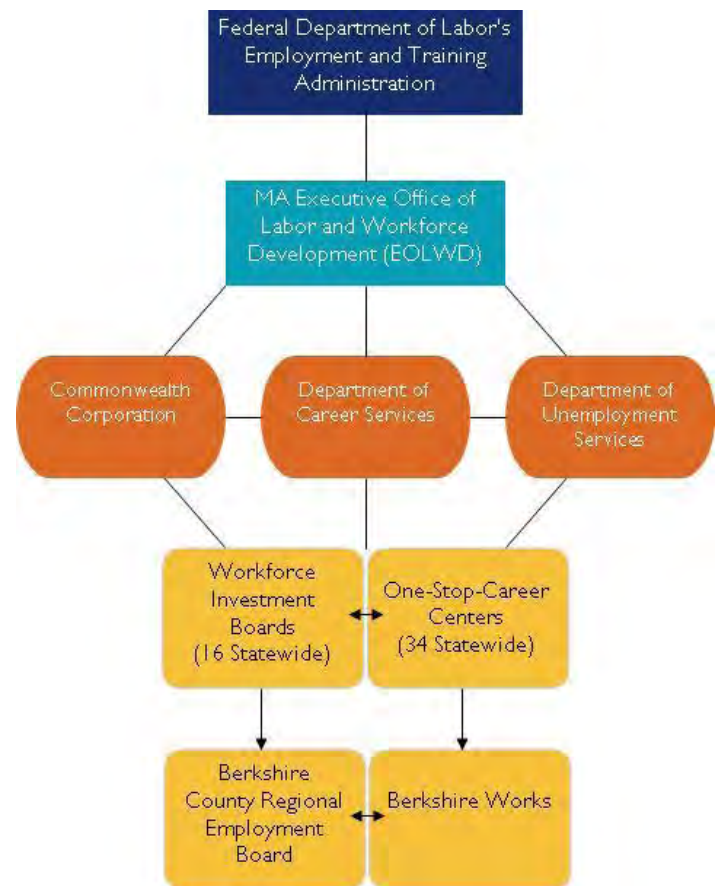 Federal Department of Labor's
Employment and Training
Administration
MA Executive Office of
Labor and Workforce
Development (EOLWD)
Commonwealth
Corporation
Department of
Career Services
Department of
Unemployment
Services
Workforce
Investment
Boards
(16 Statewide)
One-Stop-Career
Centers
(34 Statewide)
Berkshire
County Regional
Employment
Board
Berkshire Works